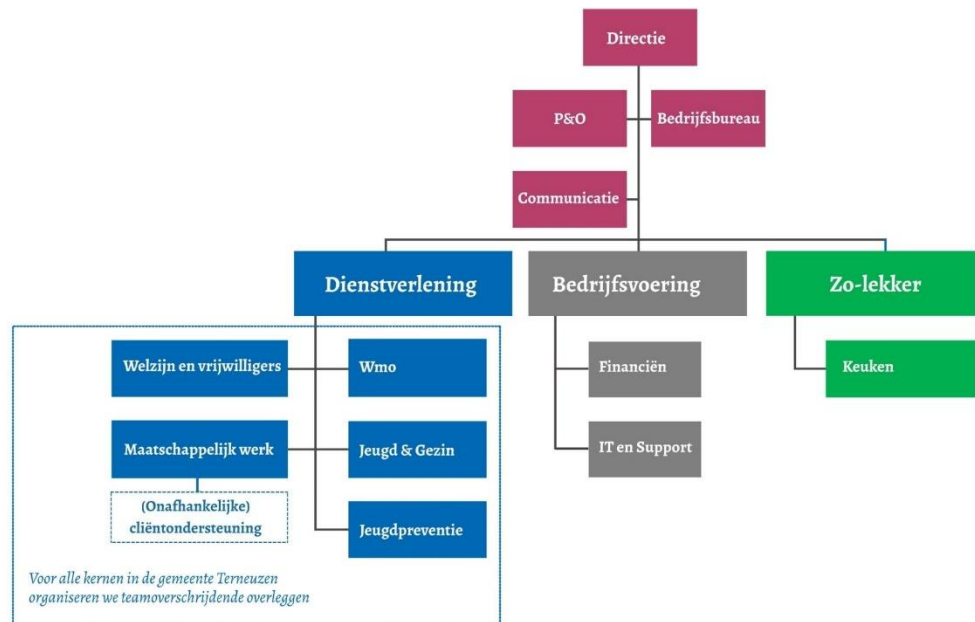 Directie
P&O
Bedrijfsbureau
Communicatie
Dienstverlening
Bedrijfsvoering
Zo-lekker
Welzijn en vrijwilligers
Wmo
Financiën
Keuken
Maatschappelijk werk
Jeugd & Gezin
IT en Support
(Onafhankelijke)
cliëntondersteuning
Jeugdpreventie
Voor alle kernen in de gemeente Terneuzen
organiseren we teamoverschrijdende overleggen